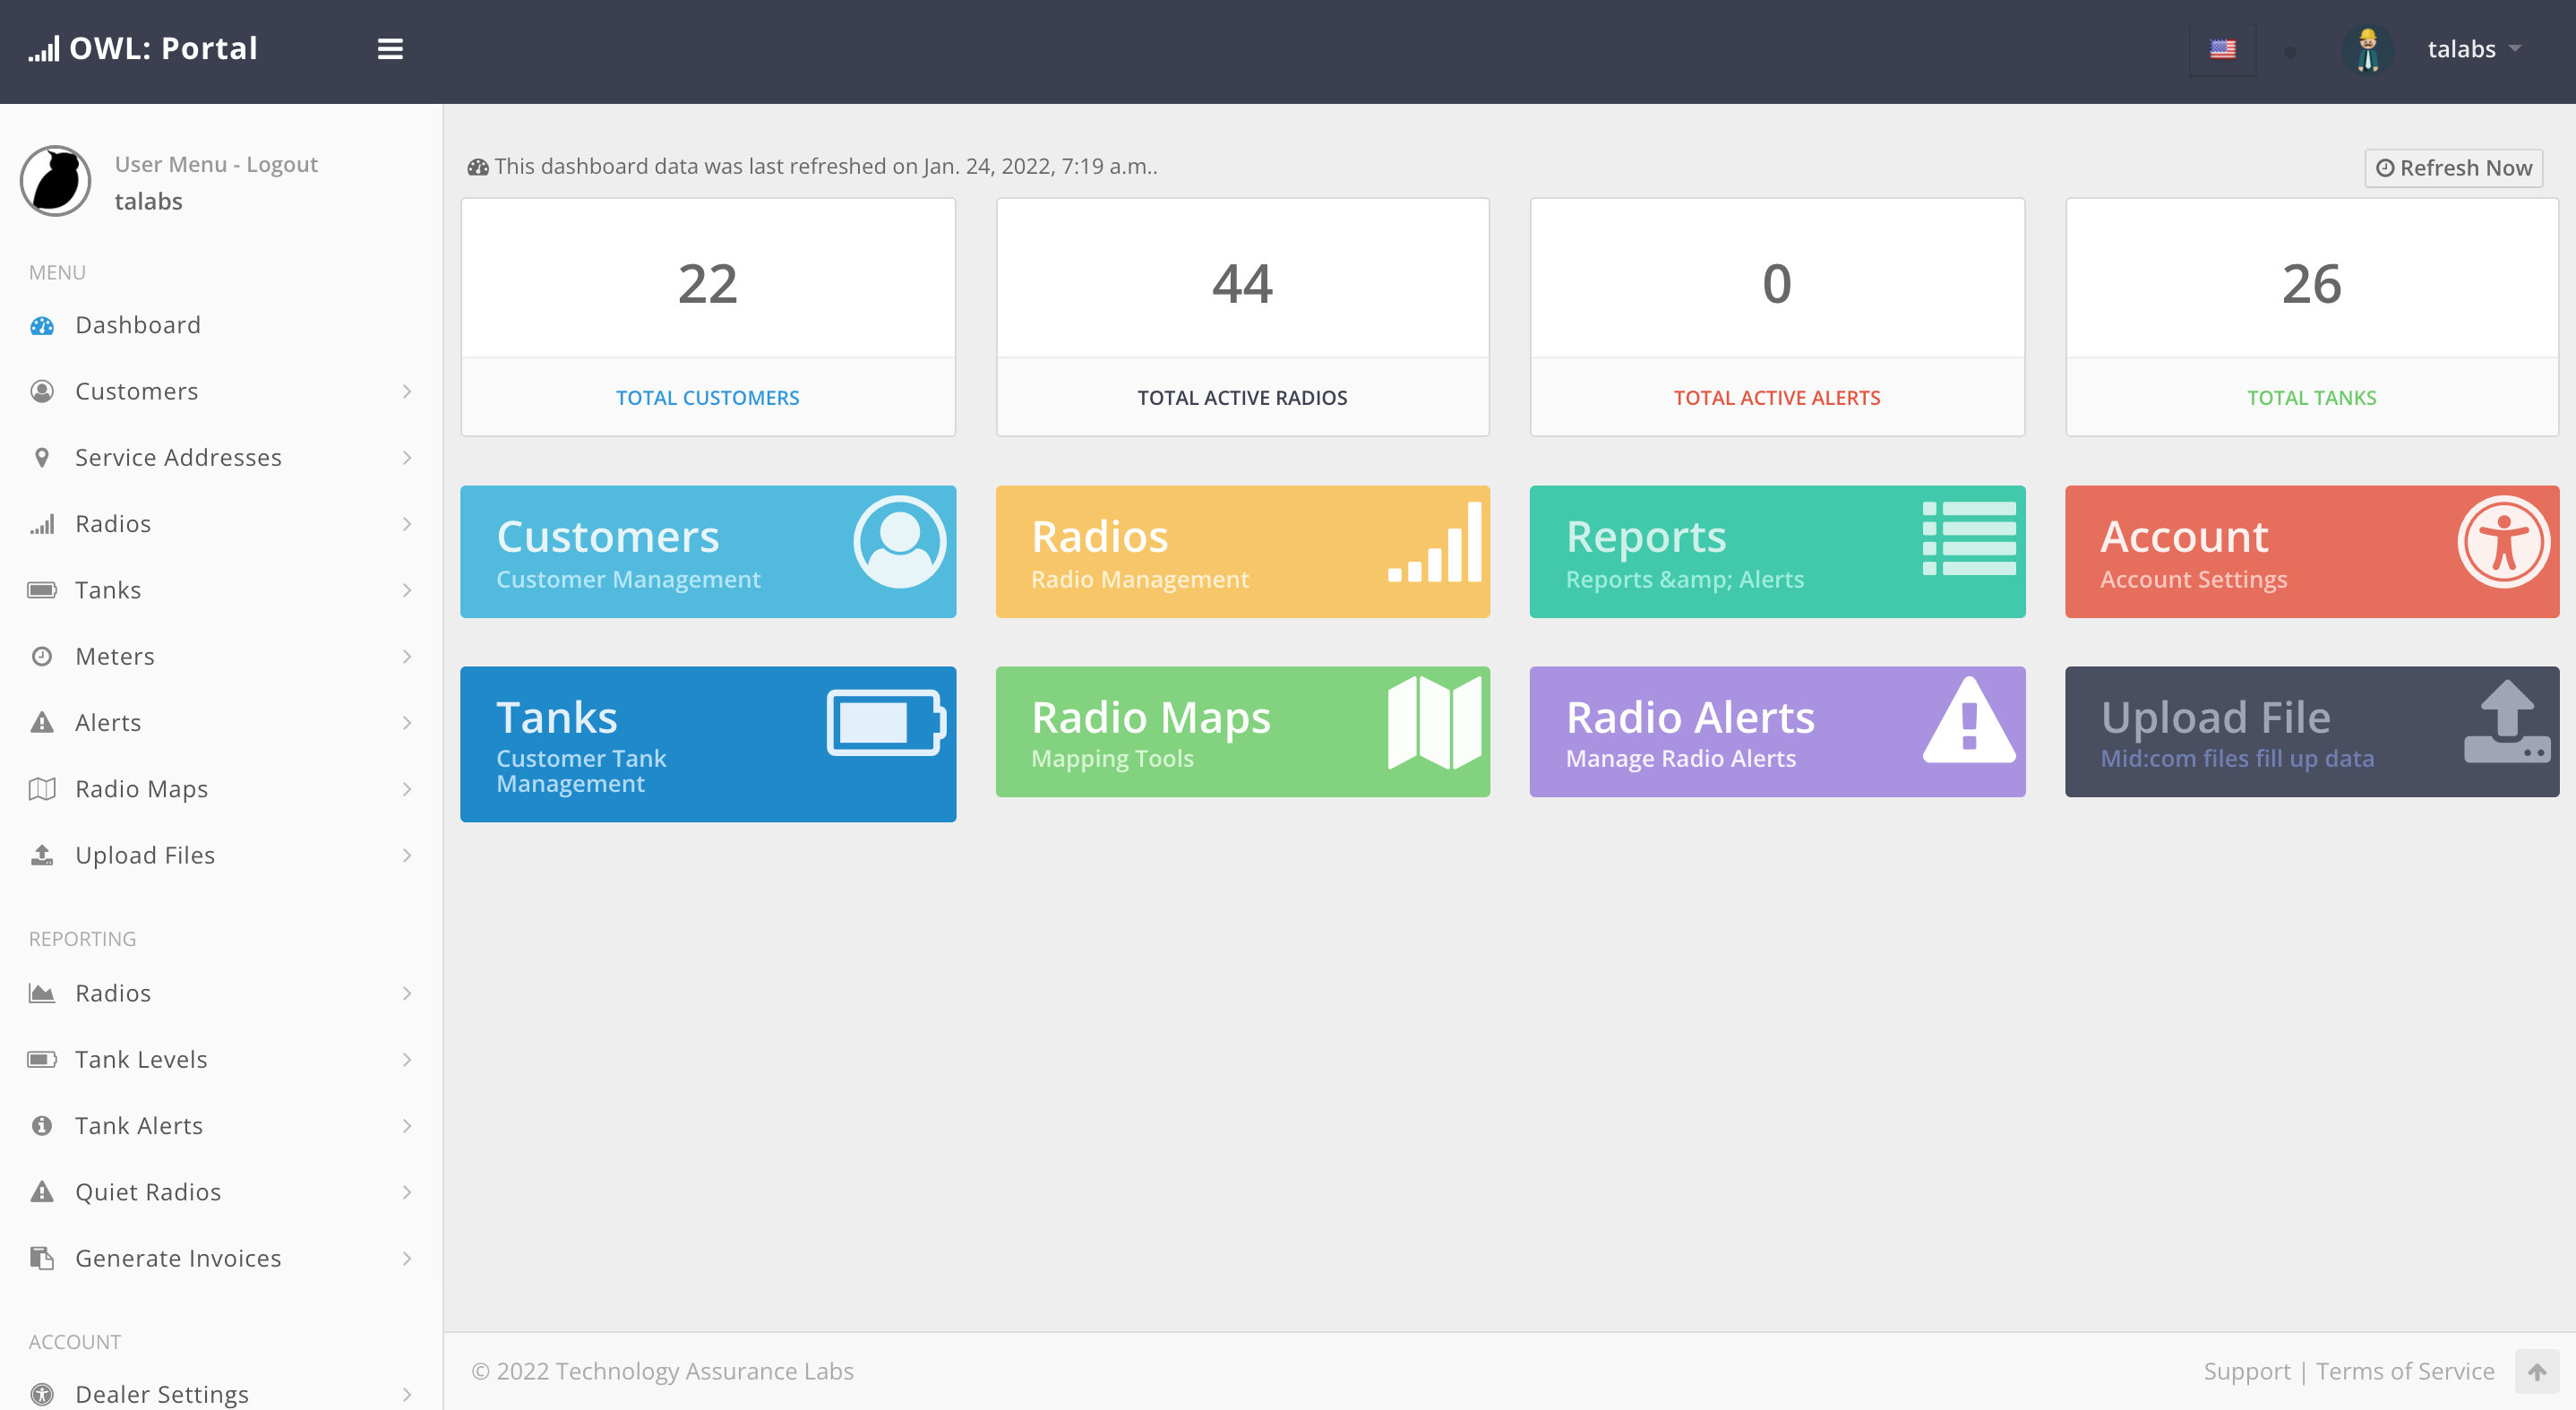 OWL: Portal
talabs
User Menu - Logout
talabs
MENU
Dashboard
Customers
Service Addresses
Radios
Tanks
Meters
Alerts
Radio Maps
Upload Files
REPORTING
Radios
Tank Levels
Tank Alerts
Quiet Radios
Generate Invoices
ACCOUNT
Dealer Settings
This dashboard data was last refreshed on Jan. 24, 2022, 7:19 a.m..
Refresh Now
22
TOTAL CUSTOMERS
44
TOTAL ACTIVE RADIOS
0
TOTAL ACTIVE ALERTS
26
TOTAL TANKS
Customers
Customer Management
Radios
Radio Management
Reports
Reports &amp; Alerts
Account
Account Settings
Tanks
Customer Tank
Management
Radio Maps
Mapping Tools
Radio Alerts
Manage Radio Alerts
Upload File
Mid:com files fill up data
© 2022 Technology Assurance Labs
Support | Terms of Service